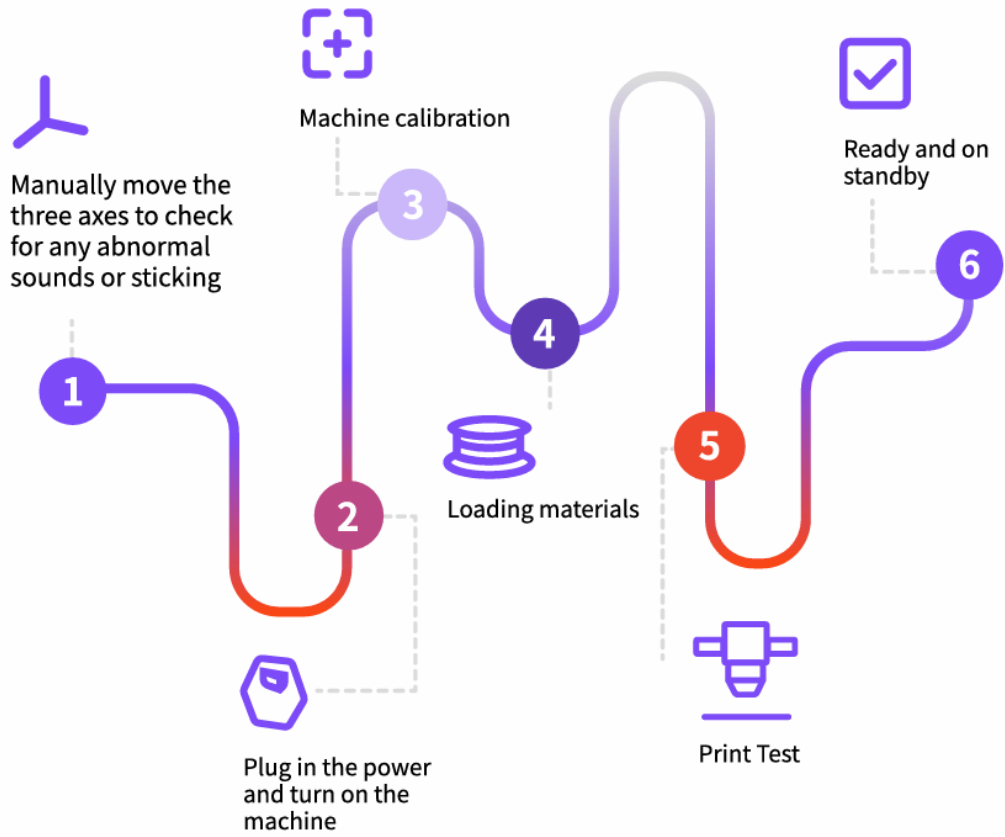 Manually move the
three axes to check
for any abnormal
sounds or sticking
1
2
Plug in the power
and turn on the
machine
Machine calibration
3
4
Loading materials
5
Print Test
Ready and on
standby
6